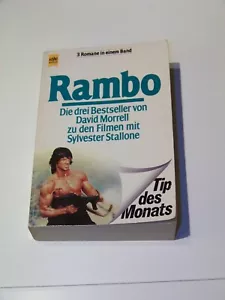 3 Romane in einem Band
Rambo
Die drei Bestseller von
David Morrell
zu den Filmen mit
Sylvester Stallone
Tip
des
Monats